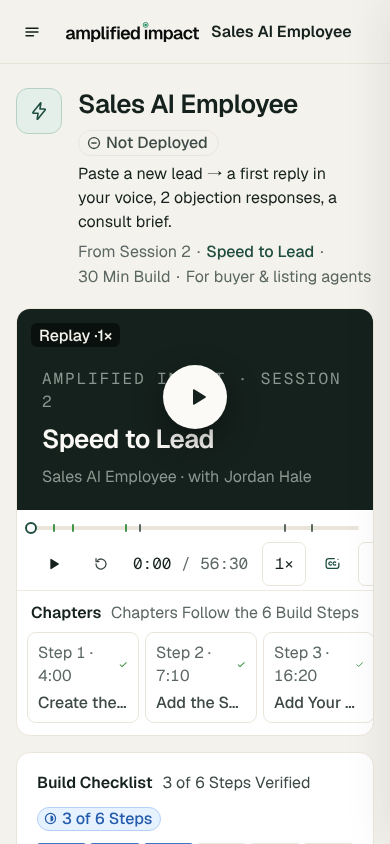 amplified impact Sales AI Employee
Sales AI Employee
Not Deployed
Paste a new lead → a first reply in
your voice, 2 objection responses, a
consult brief.
From Session 2 · Speed to Lead ·
30 Min Build · For buyer & listing agents
Replay ·1×
AMPLIFIED · SESSION
2
Speed to Lead
Sales AI Employee · with Jordan Hale
0:00 / 56:30 1× CC
Chapters Chapters Follow the 6 Build Steps
Step 1 ·
4:00
Create the…
Step 2 ·
7:10
Add the S…
Step 3 ·
16:20
Add Your …
Build Checklist 3 of 6 Steps Verified
3 of 6 Steps